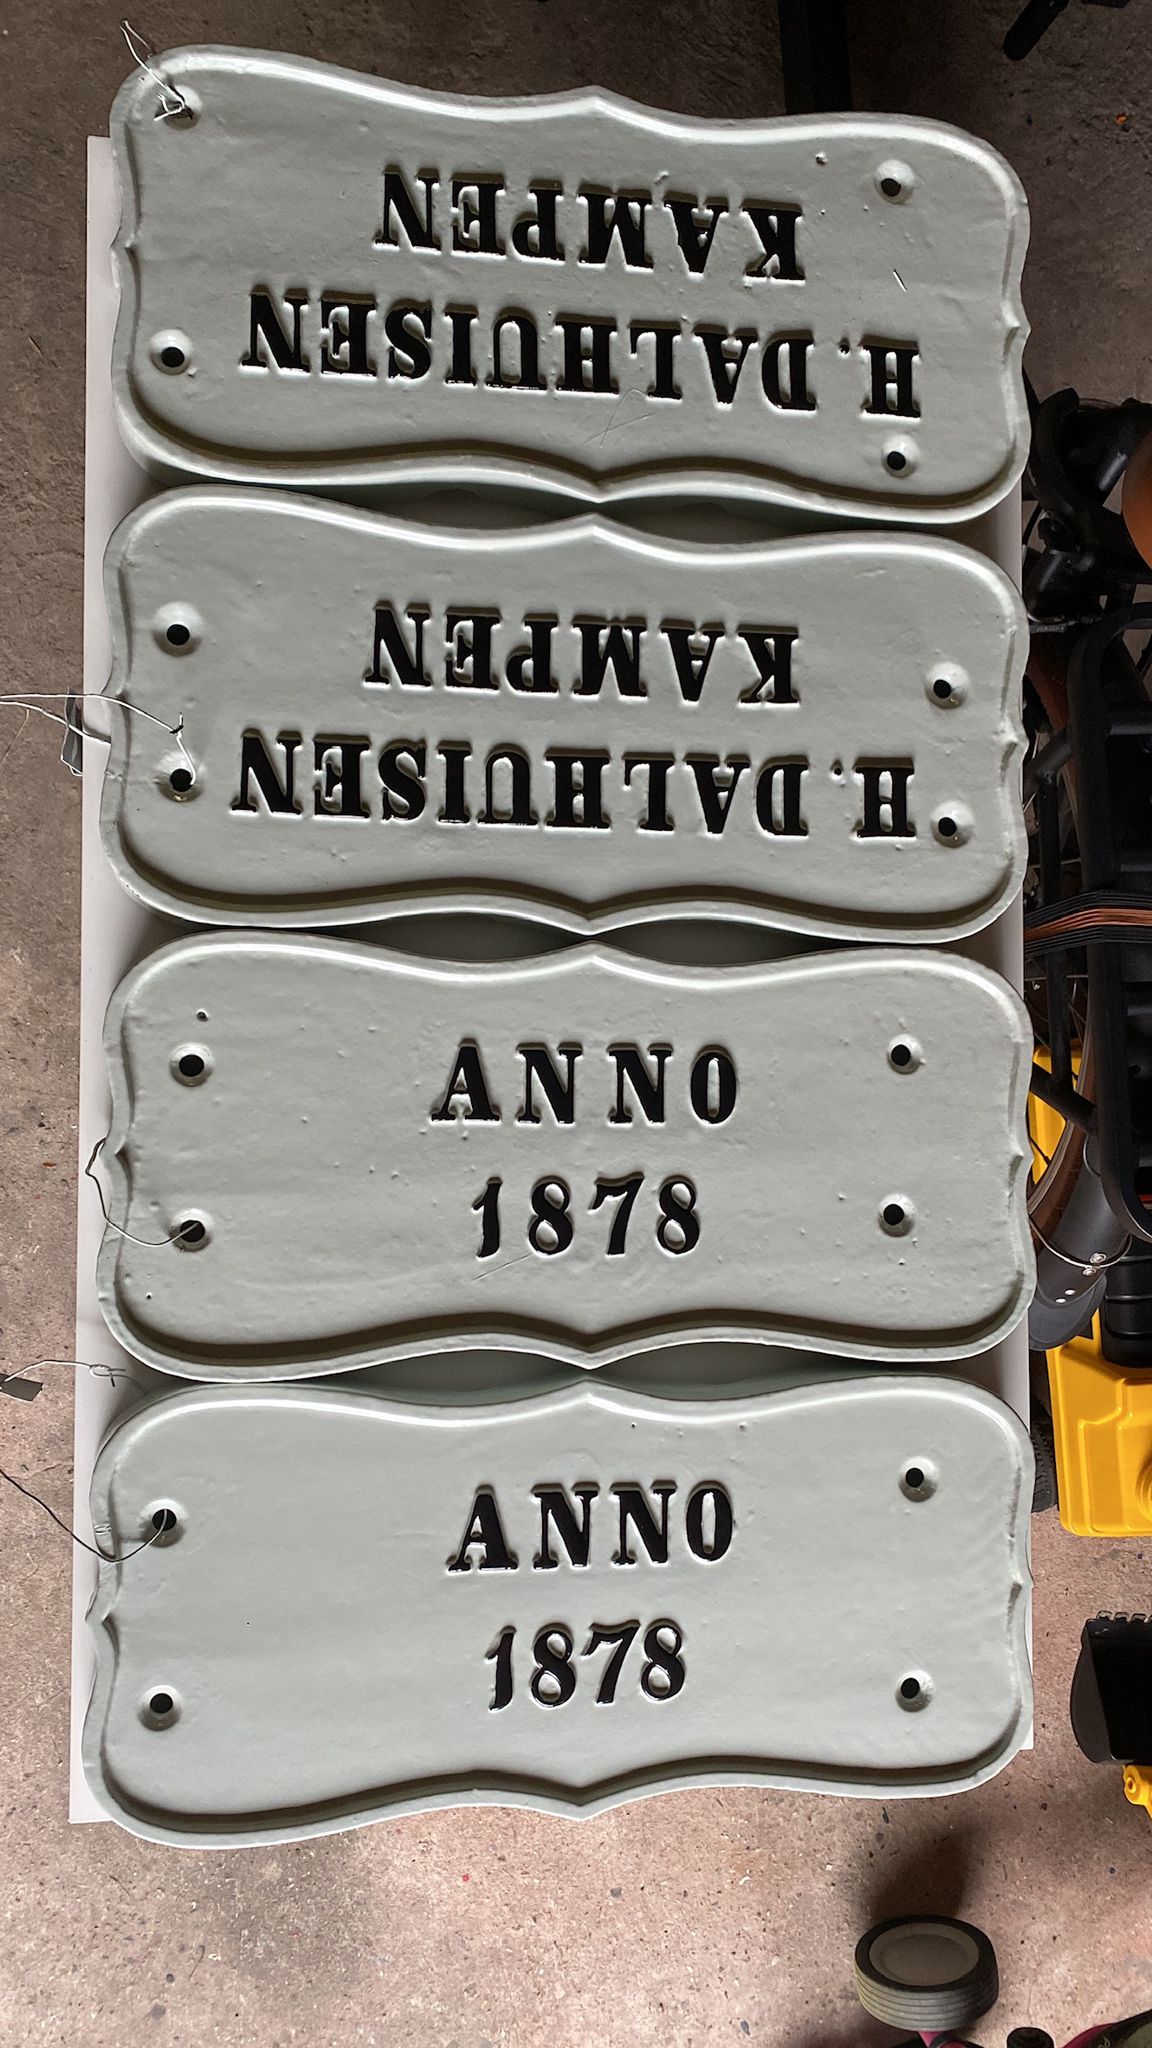 H. DALHUISEN
KAMPEN
H. DALHUISEN
KAMPEN
ANNO
1878
ANNO
1878